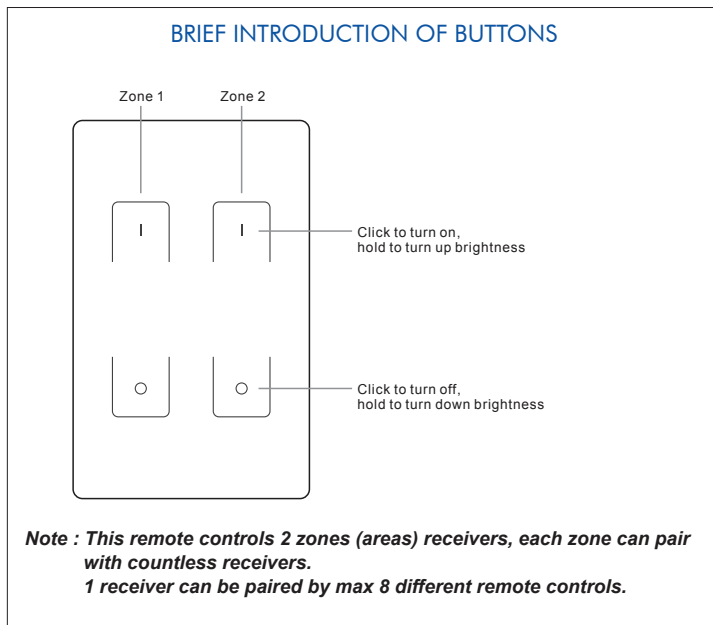 BRIEF INTRODUCTION OF BUTTONS
Zone 1 Zone 2
I I
Click to turn on,
hold to turn up brightness
Click to turn off,
hold to turn down brightness
Note : This remote controls 2 zones (areas) receivers, each zone can pair
with countless receivers.
1 receiver can be paired by max 8 different remote controls.